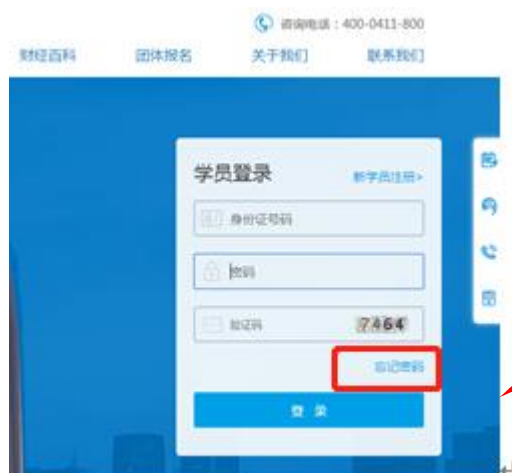 咨询电话：400-0411-800
财经百科 团体报名 关于我们 联系我们
学员登录 新学员注册>
身份证号码
密码
验证码 7464
忘记密码
登 录